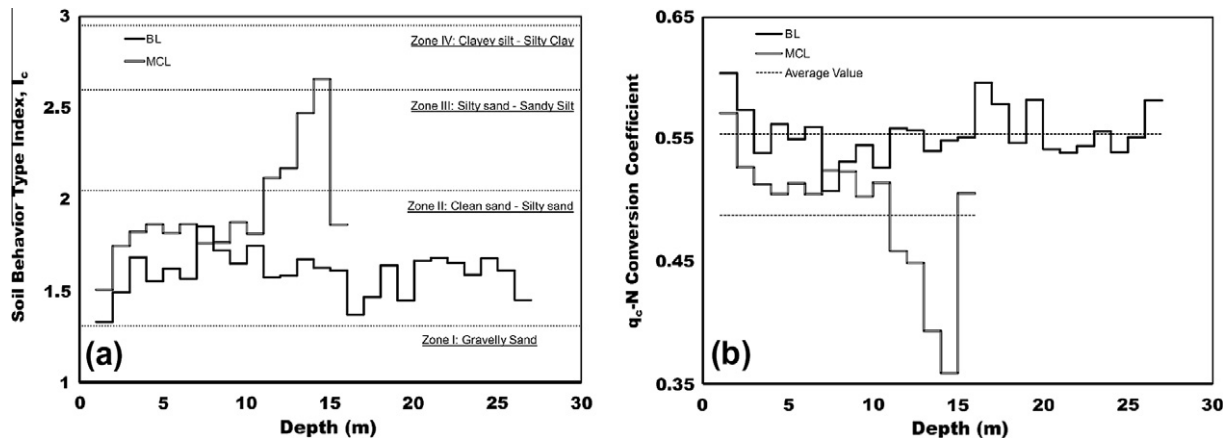 3
2.5
2
1.5
1
Soil Behavior Type Index, Ic
BL
MCL
Zone IV: Clayey silt - Silty Clay
Zone III: Silty sand - Sandy Silt
Zone II: Clean sand - Silty sand
Zone I: Gravelly Sand
(a)
0 5 10 15 20 25 30
Depth (m)
0.65
0.55
0.45
0.35
qc-N Conversion Coefficient
BL
MCL
Average Value
(b)
0 5 10 15 20 25 30
Depth (m)